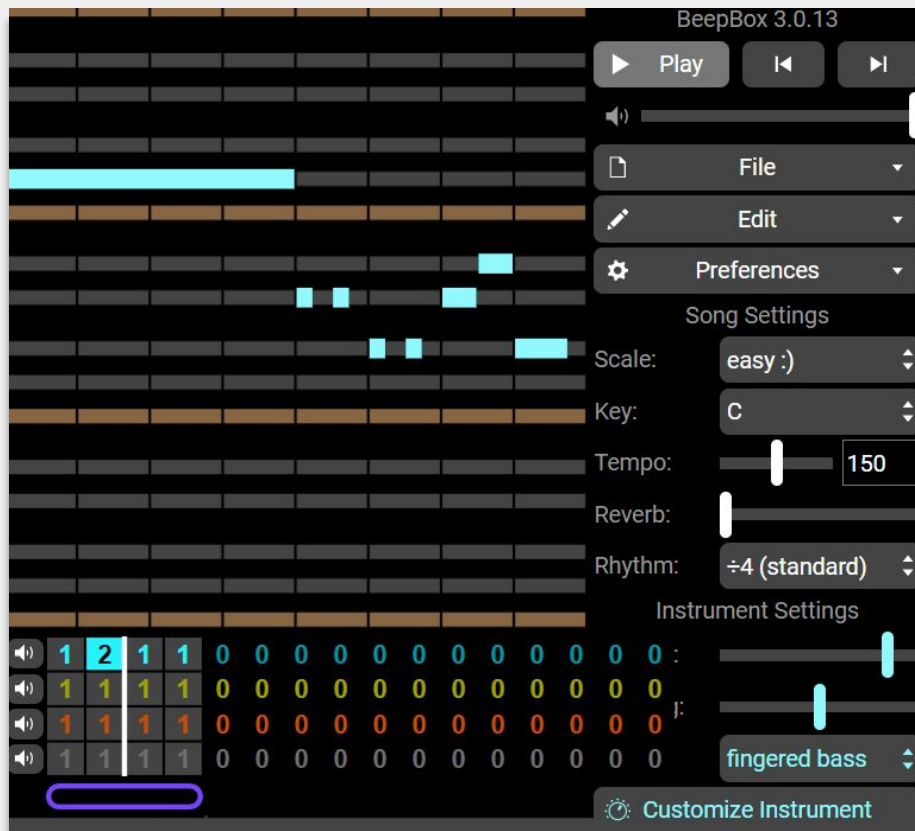 BeepBox 3.0.13
Play
File
Edit
Preferences
Song Settings
Scale: easy :)
Key: C
Tempo: 150
Reverb:
Rhythm: ÷4 (standard)
Instrument Settings
1 2 1 1 0 0 0 0 0 0 0 0 0 0 0 0 :
1 1 1 1 0 0 0 0 0 0 0 0 0 0 0 0 g:
1 1 1 1 0 0 0 0 0 0 0 0 0 0 0 0
1 1 1 1 0 0 0 0 0 0 0 0 0 0 0 0
fingered bass
Customize Instrument